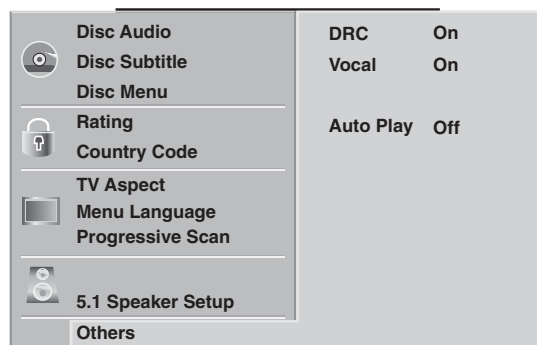 Disc Audio
Disc Subtitle
Disc Menu
Rating
Country Code
TV Aspect
Menu Language
Progressive Scan
5.1 Speaker Setup
Others
DRC On
Vocal On
Auto Play Off